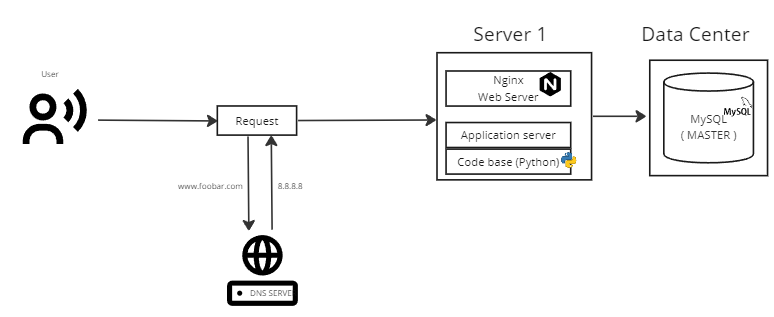 Server 1
Data Center
User
Nginx
Web Server
N
MySQL
MySQL
( MASTER )
Request
Application server
Code base (Python)
www.foobar.com
8.8.8.8
DNS SERVE